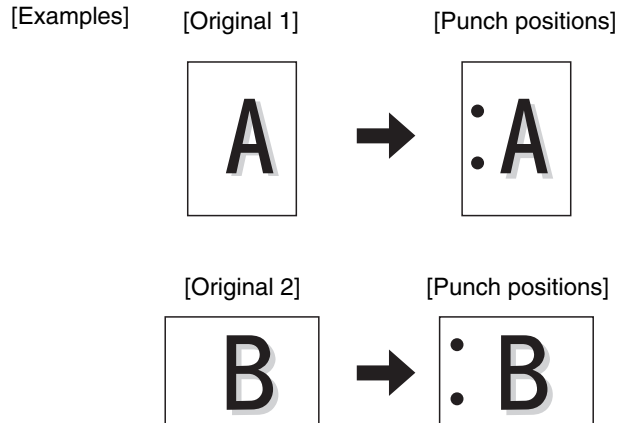 [Examples] [Original 1] [Punch positions]
A A
[Original 2] [Punch positions]
B B